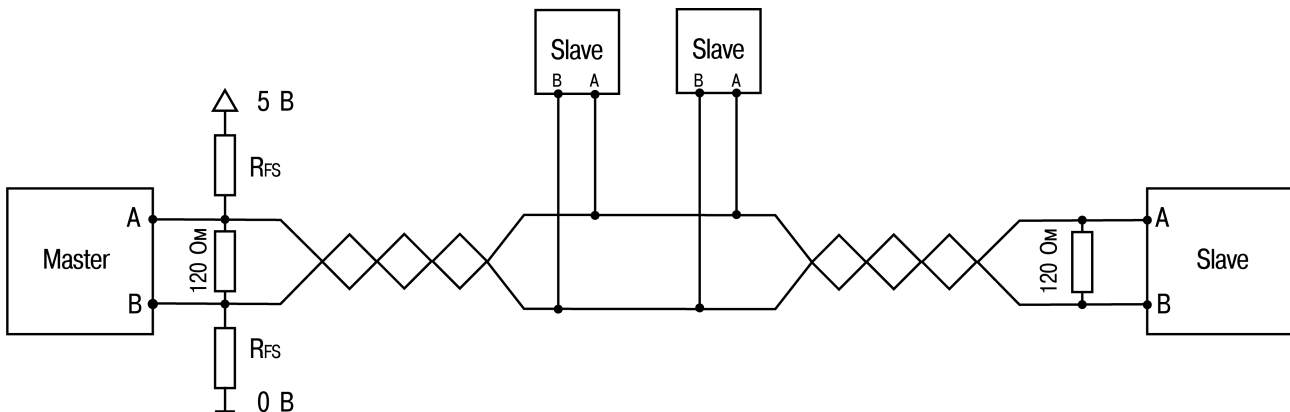 Slave
Slave
B A
B A
5 В
RFS
A
Master
120 Ом
B
RFS
0 В
A
120 Ом
Slave
B